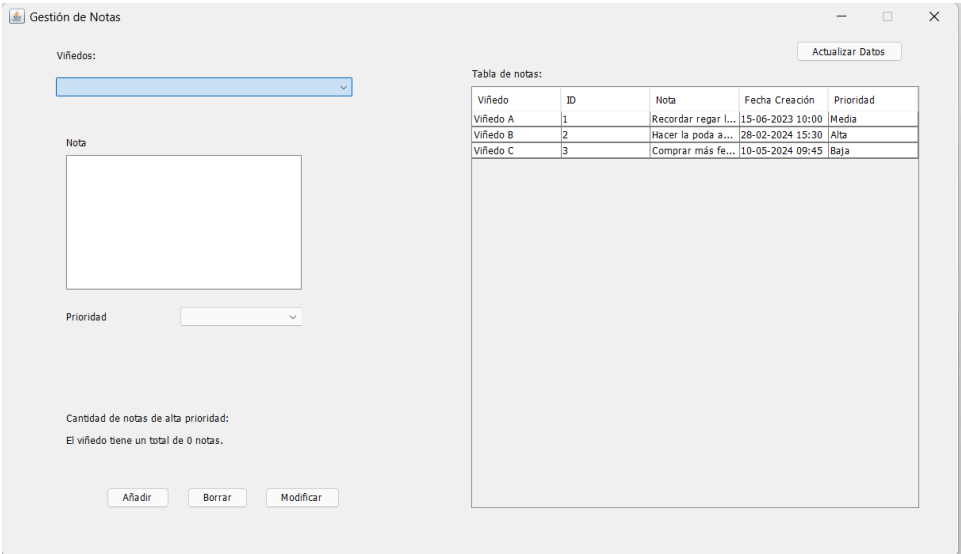 Gestión de Notas
Viñedos:
Nota
Prioridad
Cantidad de notas de alta prioridad:
El viñedo tiene un total de 0 notas.
Añadir Borrar Modificar
Actualizar Datos
Tabla de notas:
Viñedo ID Nota Fecha Creación Prioridad
Viñedo A 1 Recordar regar l... 15-06-2023 10:00 Media
Viñedo B 2 Hacer la poda a... 28-02-2024 15:30 Alta
Viñedo C 3 Comprar más fe... 10-05-2024 09:45 Baja